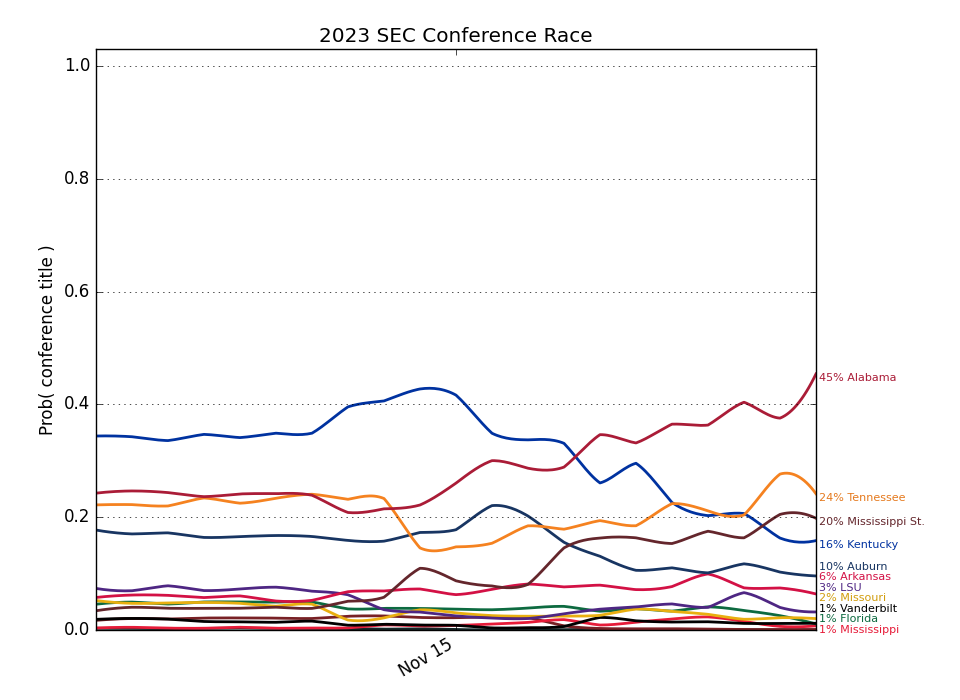 2023 SEC Conference Race
Prob( conference title )
1.0
0.8
0.6
0.4
0.2
0.0
Nov 15
45% Alabama
24% Tennessee
20% Mississippi St.
16% Kentucky
10% Auburn
6% Arkansas
3% LSU
2% Missouri
1% Vanderbilt
1% Florida
1% Mississippi